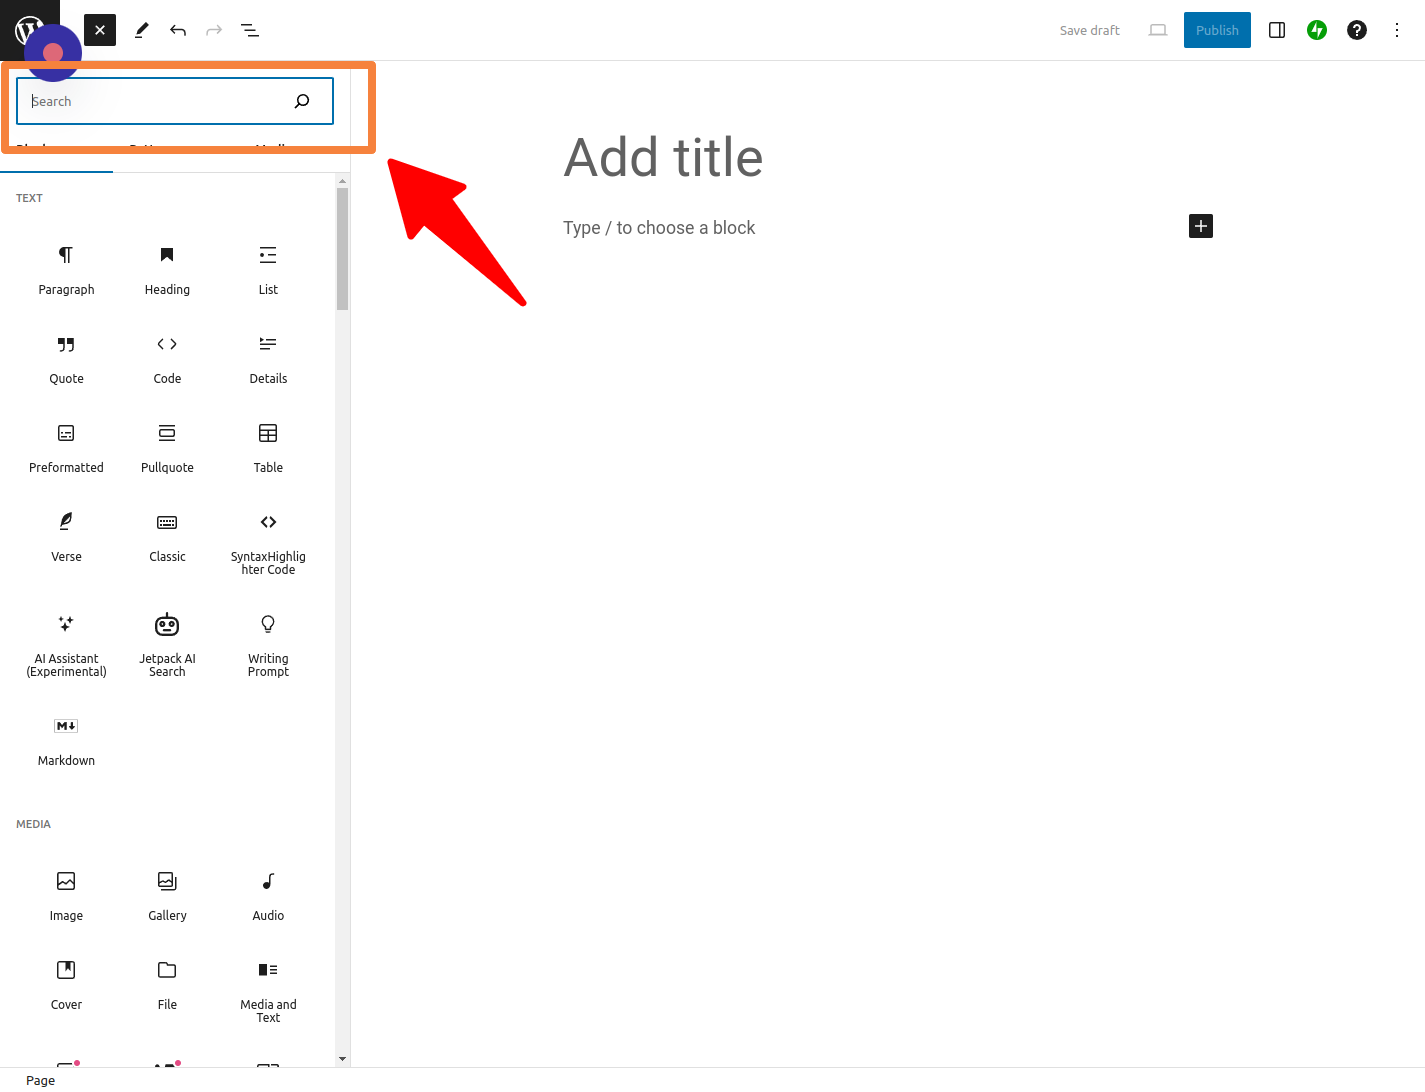 Save draft
Publish
Search
Add title
Type / to choose a block
TEXT
Paragraph
Heading
List
Quote
Code
Details
Preformatted
Pullquote
Table
Verse
Classic
SyntaxHighlig
hter Code
AI Assistant
(Experimental)
Jetpack AI
Search
Writing
Prompt
M
Markdown
MEDIA
Image
Gallery
Audio
Cover
File
Media and
Text
Page